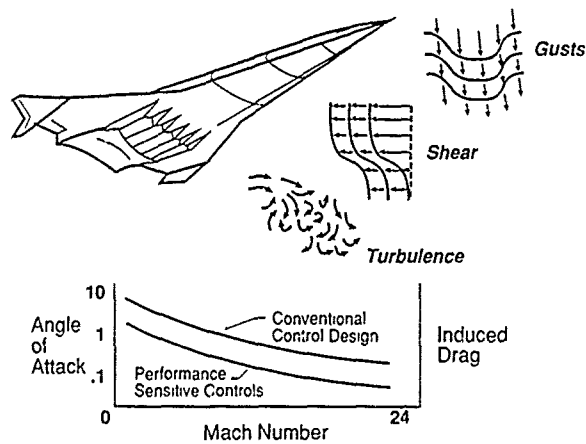 Gusts
Shear
Turbulence
10
1
.1
0
Angle
of
Attack
Conventional
Control Design
Performance
Sensitive Controls
Induced
Drag
24
Mach Number